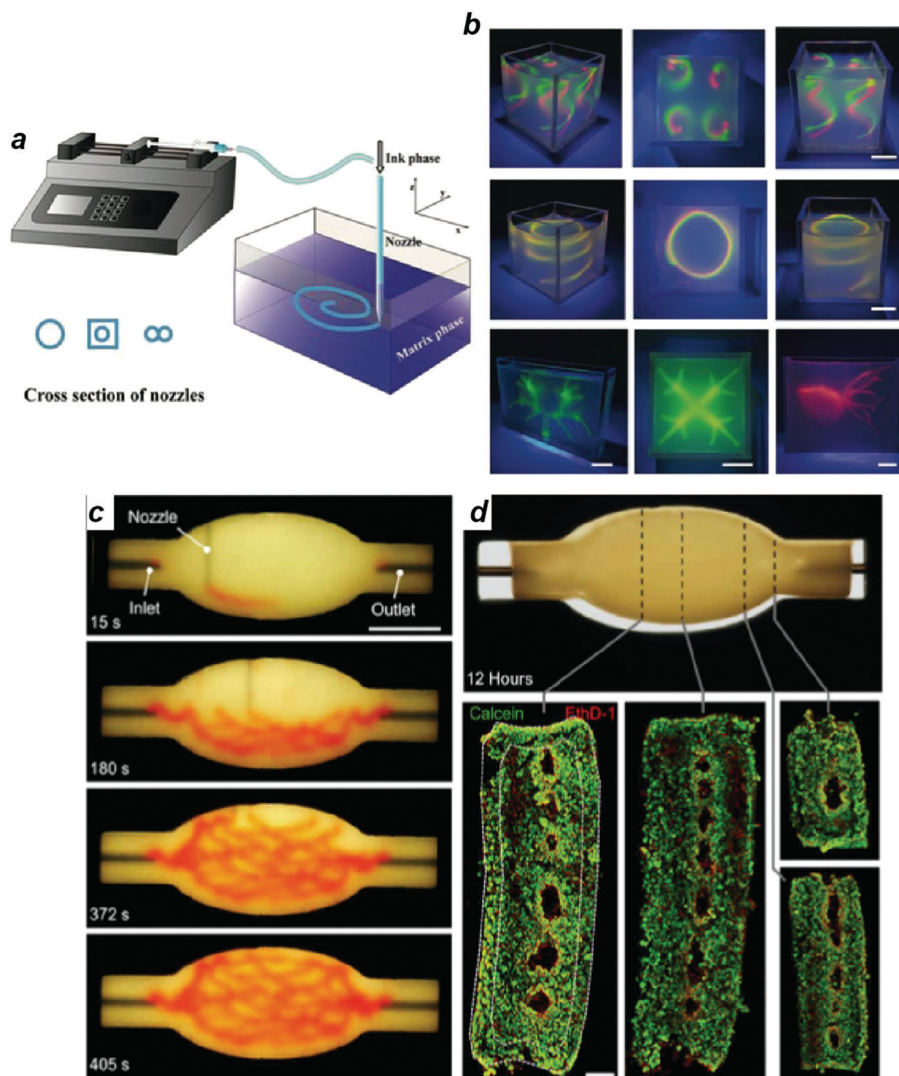 a
Ink phase
z
y
x
Nozzle
Matrix phase
Cross section of nozzles
b
c
Nozzle
Inlet
Outlet
15 s
180 s
372 s
405 s
d
12 Hours
Calcein
EthD-1